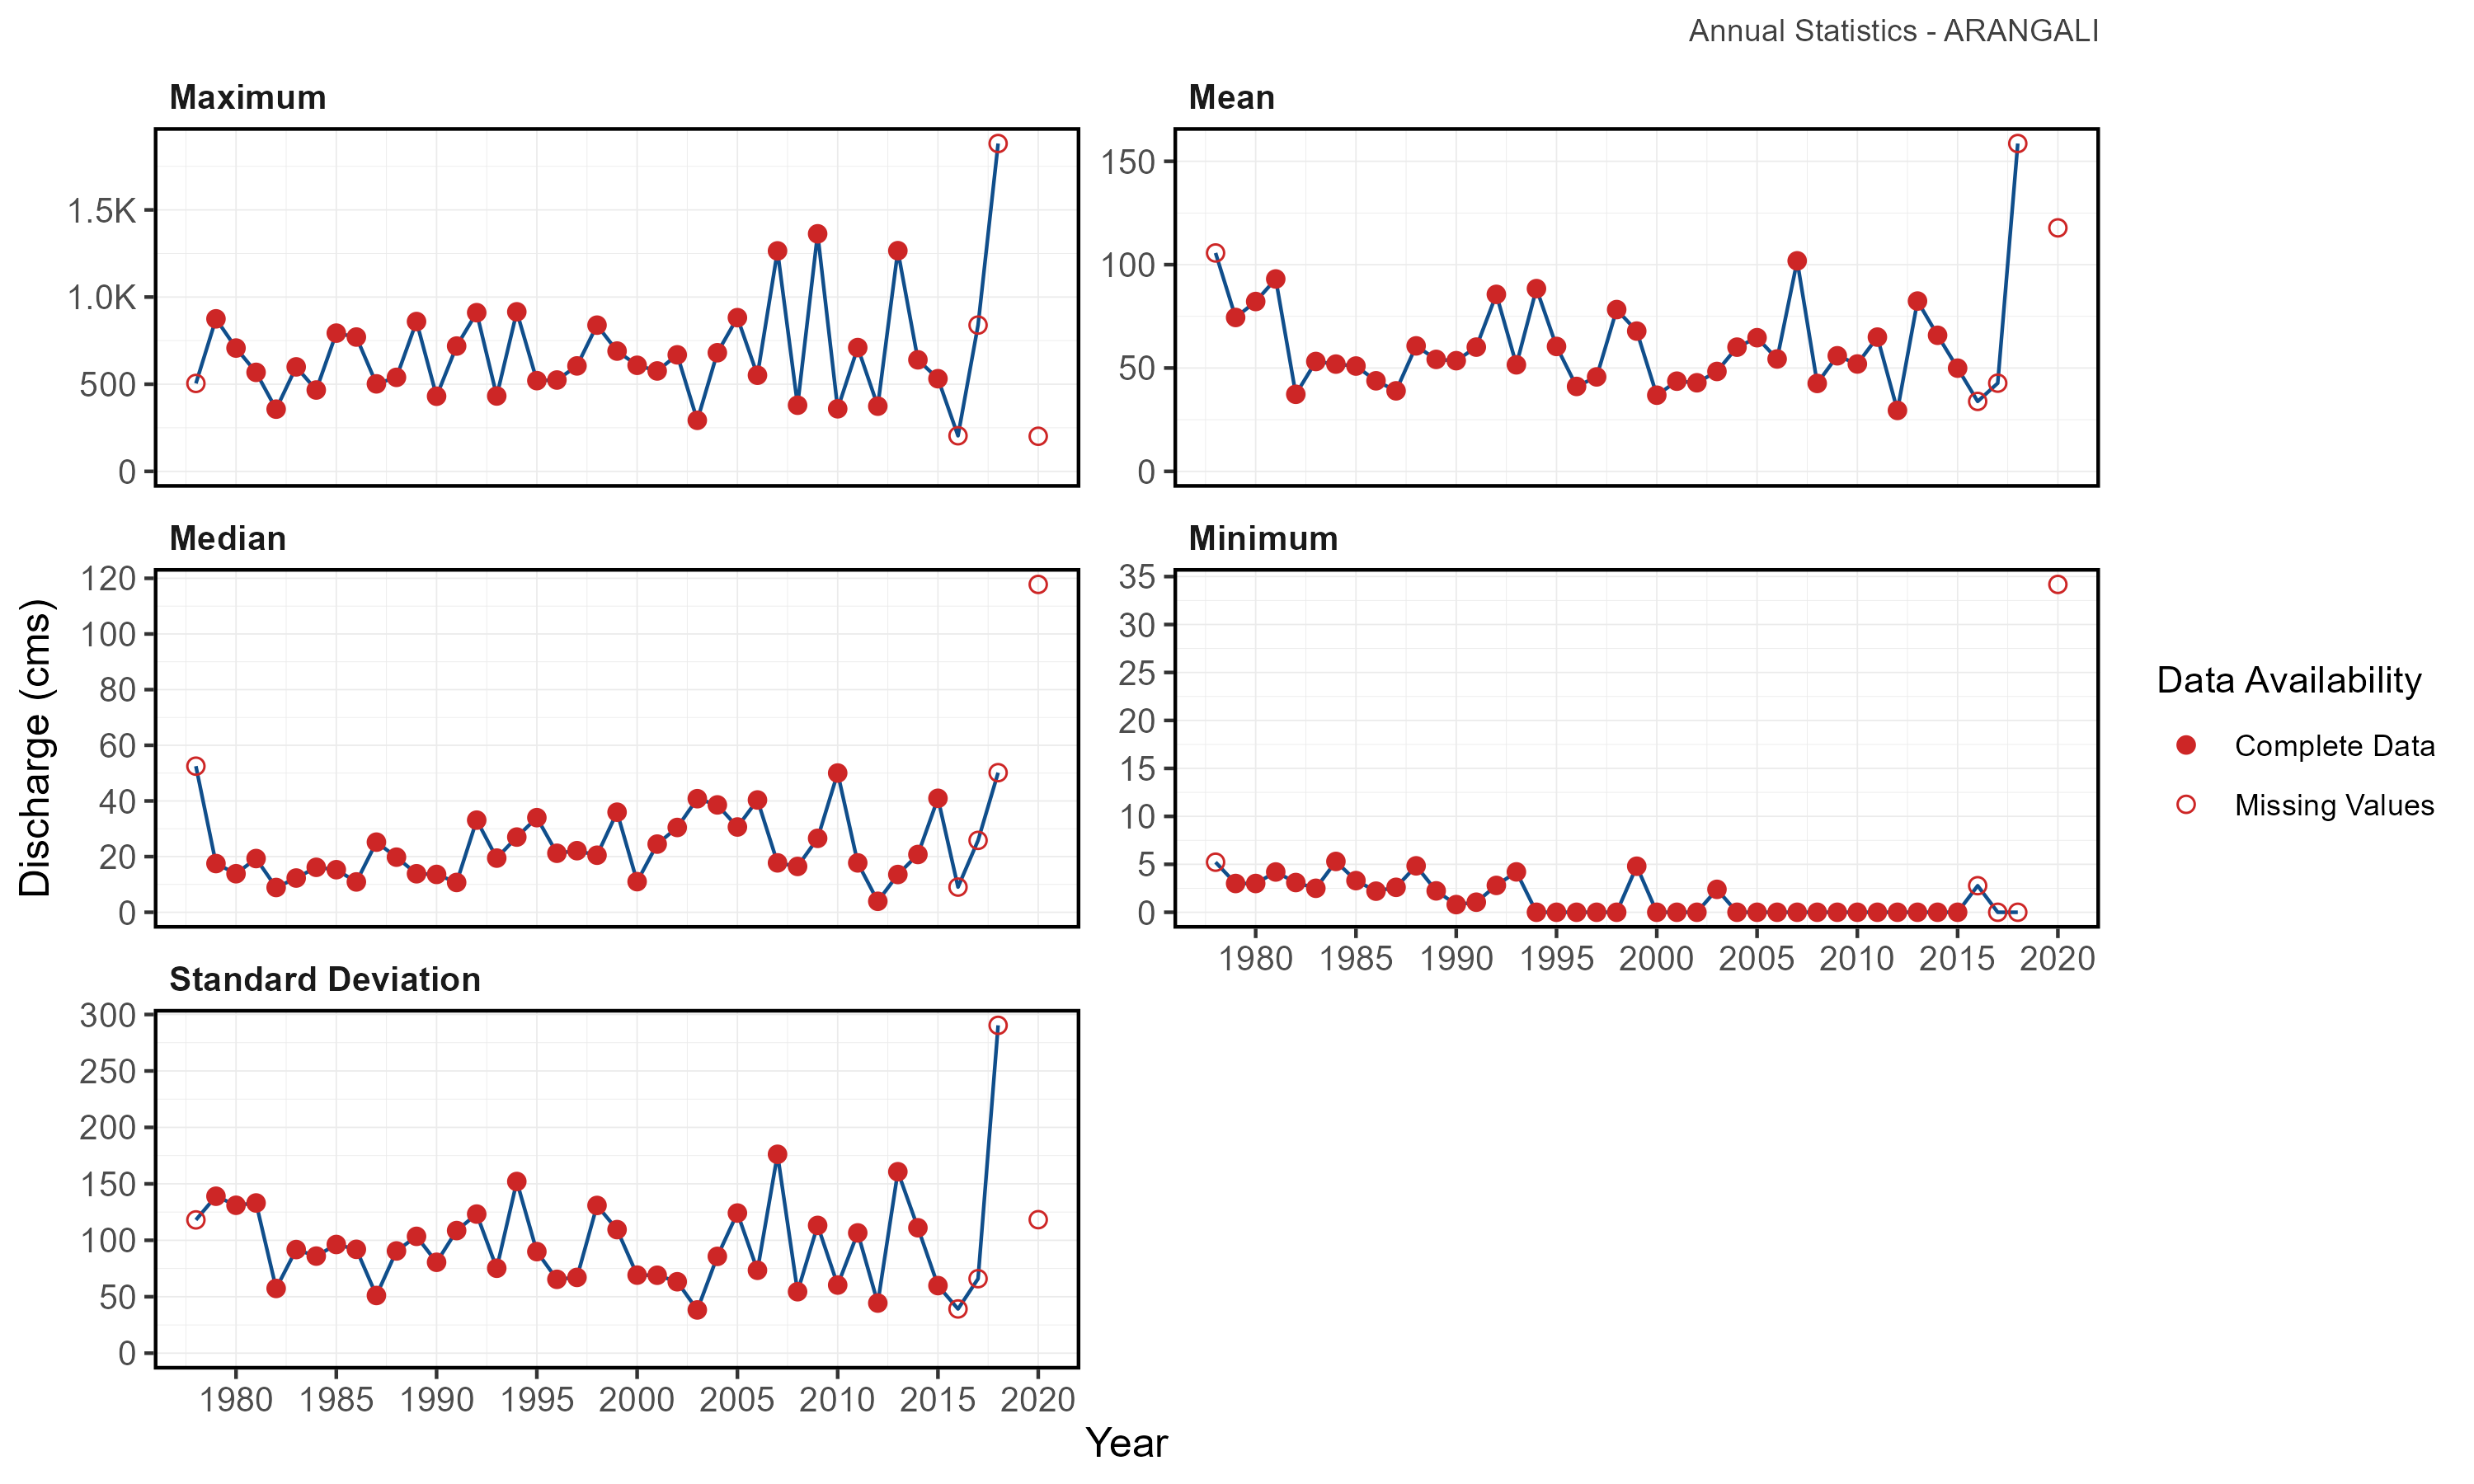 Annual Statistics - ARANGALI
Maximum
Mean
1.5K
1.0K
500
0
150
100
50
0
Median
Minimum
Discharge (cms)
120
100
80
60
40
20
0
35
30
25
20
15
10
5
0
1980 1985 1990 1995 2000 2005 2010 2015 2020
Data Availability
Complete Data
Missing Values
Standard Deviation
300
250
200
150
100
50
0
1980 1985 1990 1995 2000 2005 2010 2015 2020
Year